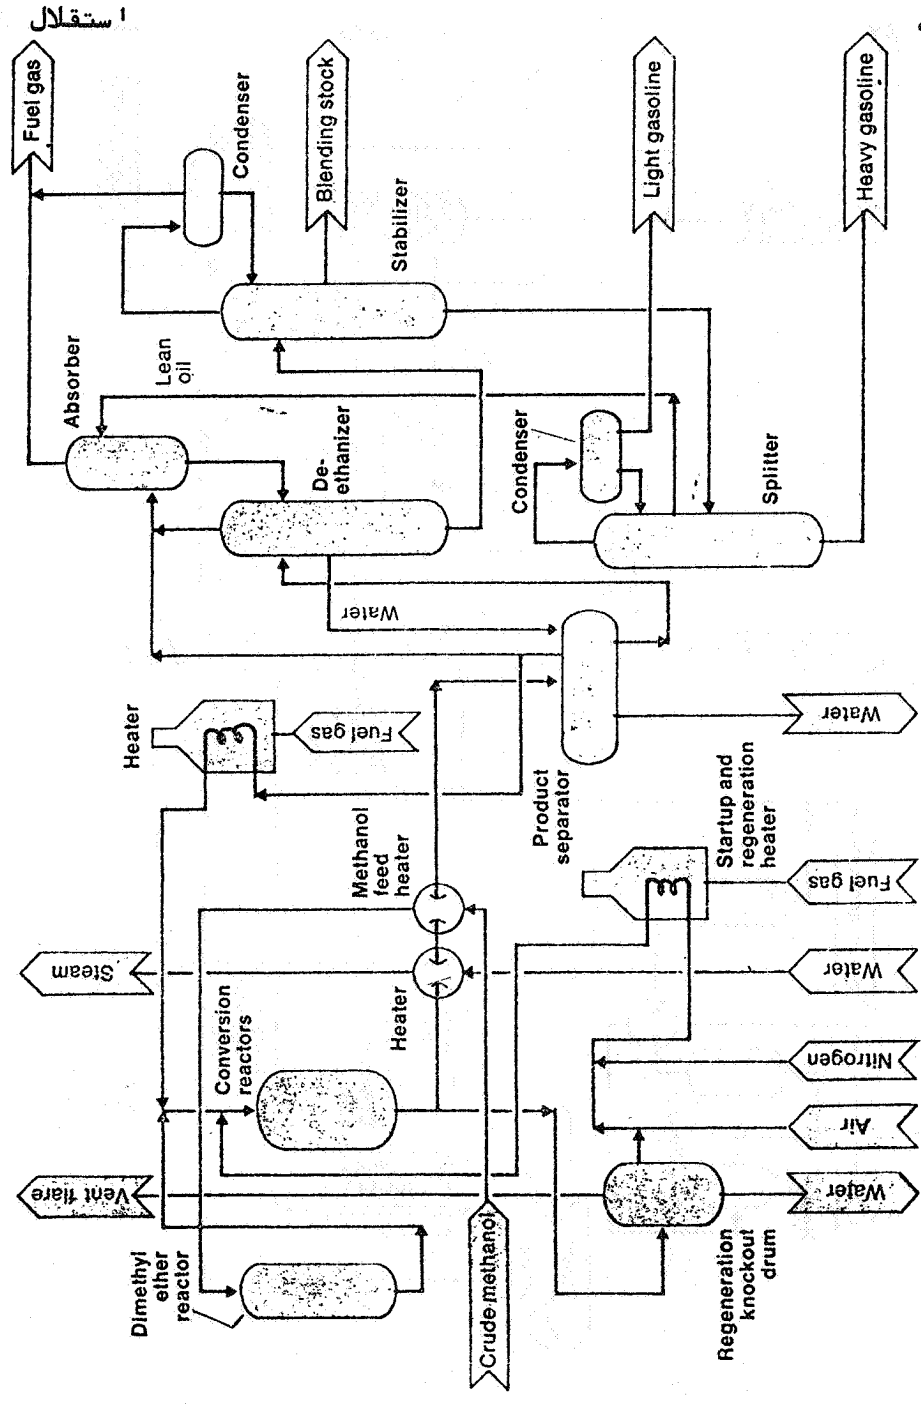 استقلال
Fuel gas
Condenser
Blending stock
Stabilizer
Light gasoline
Heavy gasoline
Absorber
Lean
oil
De-
ethanizer
Condenser
Splitter
Water
Heater
Fuel gas
Product
separator
Water
Methanol
feed
heater
Startup and
regeneration
heater
Fuel gas
Steam
Heater
Water
Conversion
reactors
Nitrogen
Air
Vent flare
Water
Dimethyl
ether
reactor
Crude methanol
Regeneration
knockout
drum